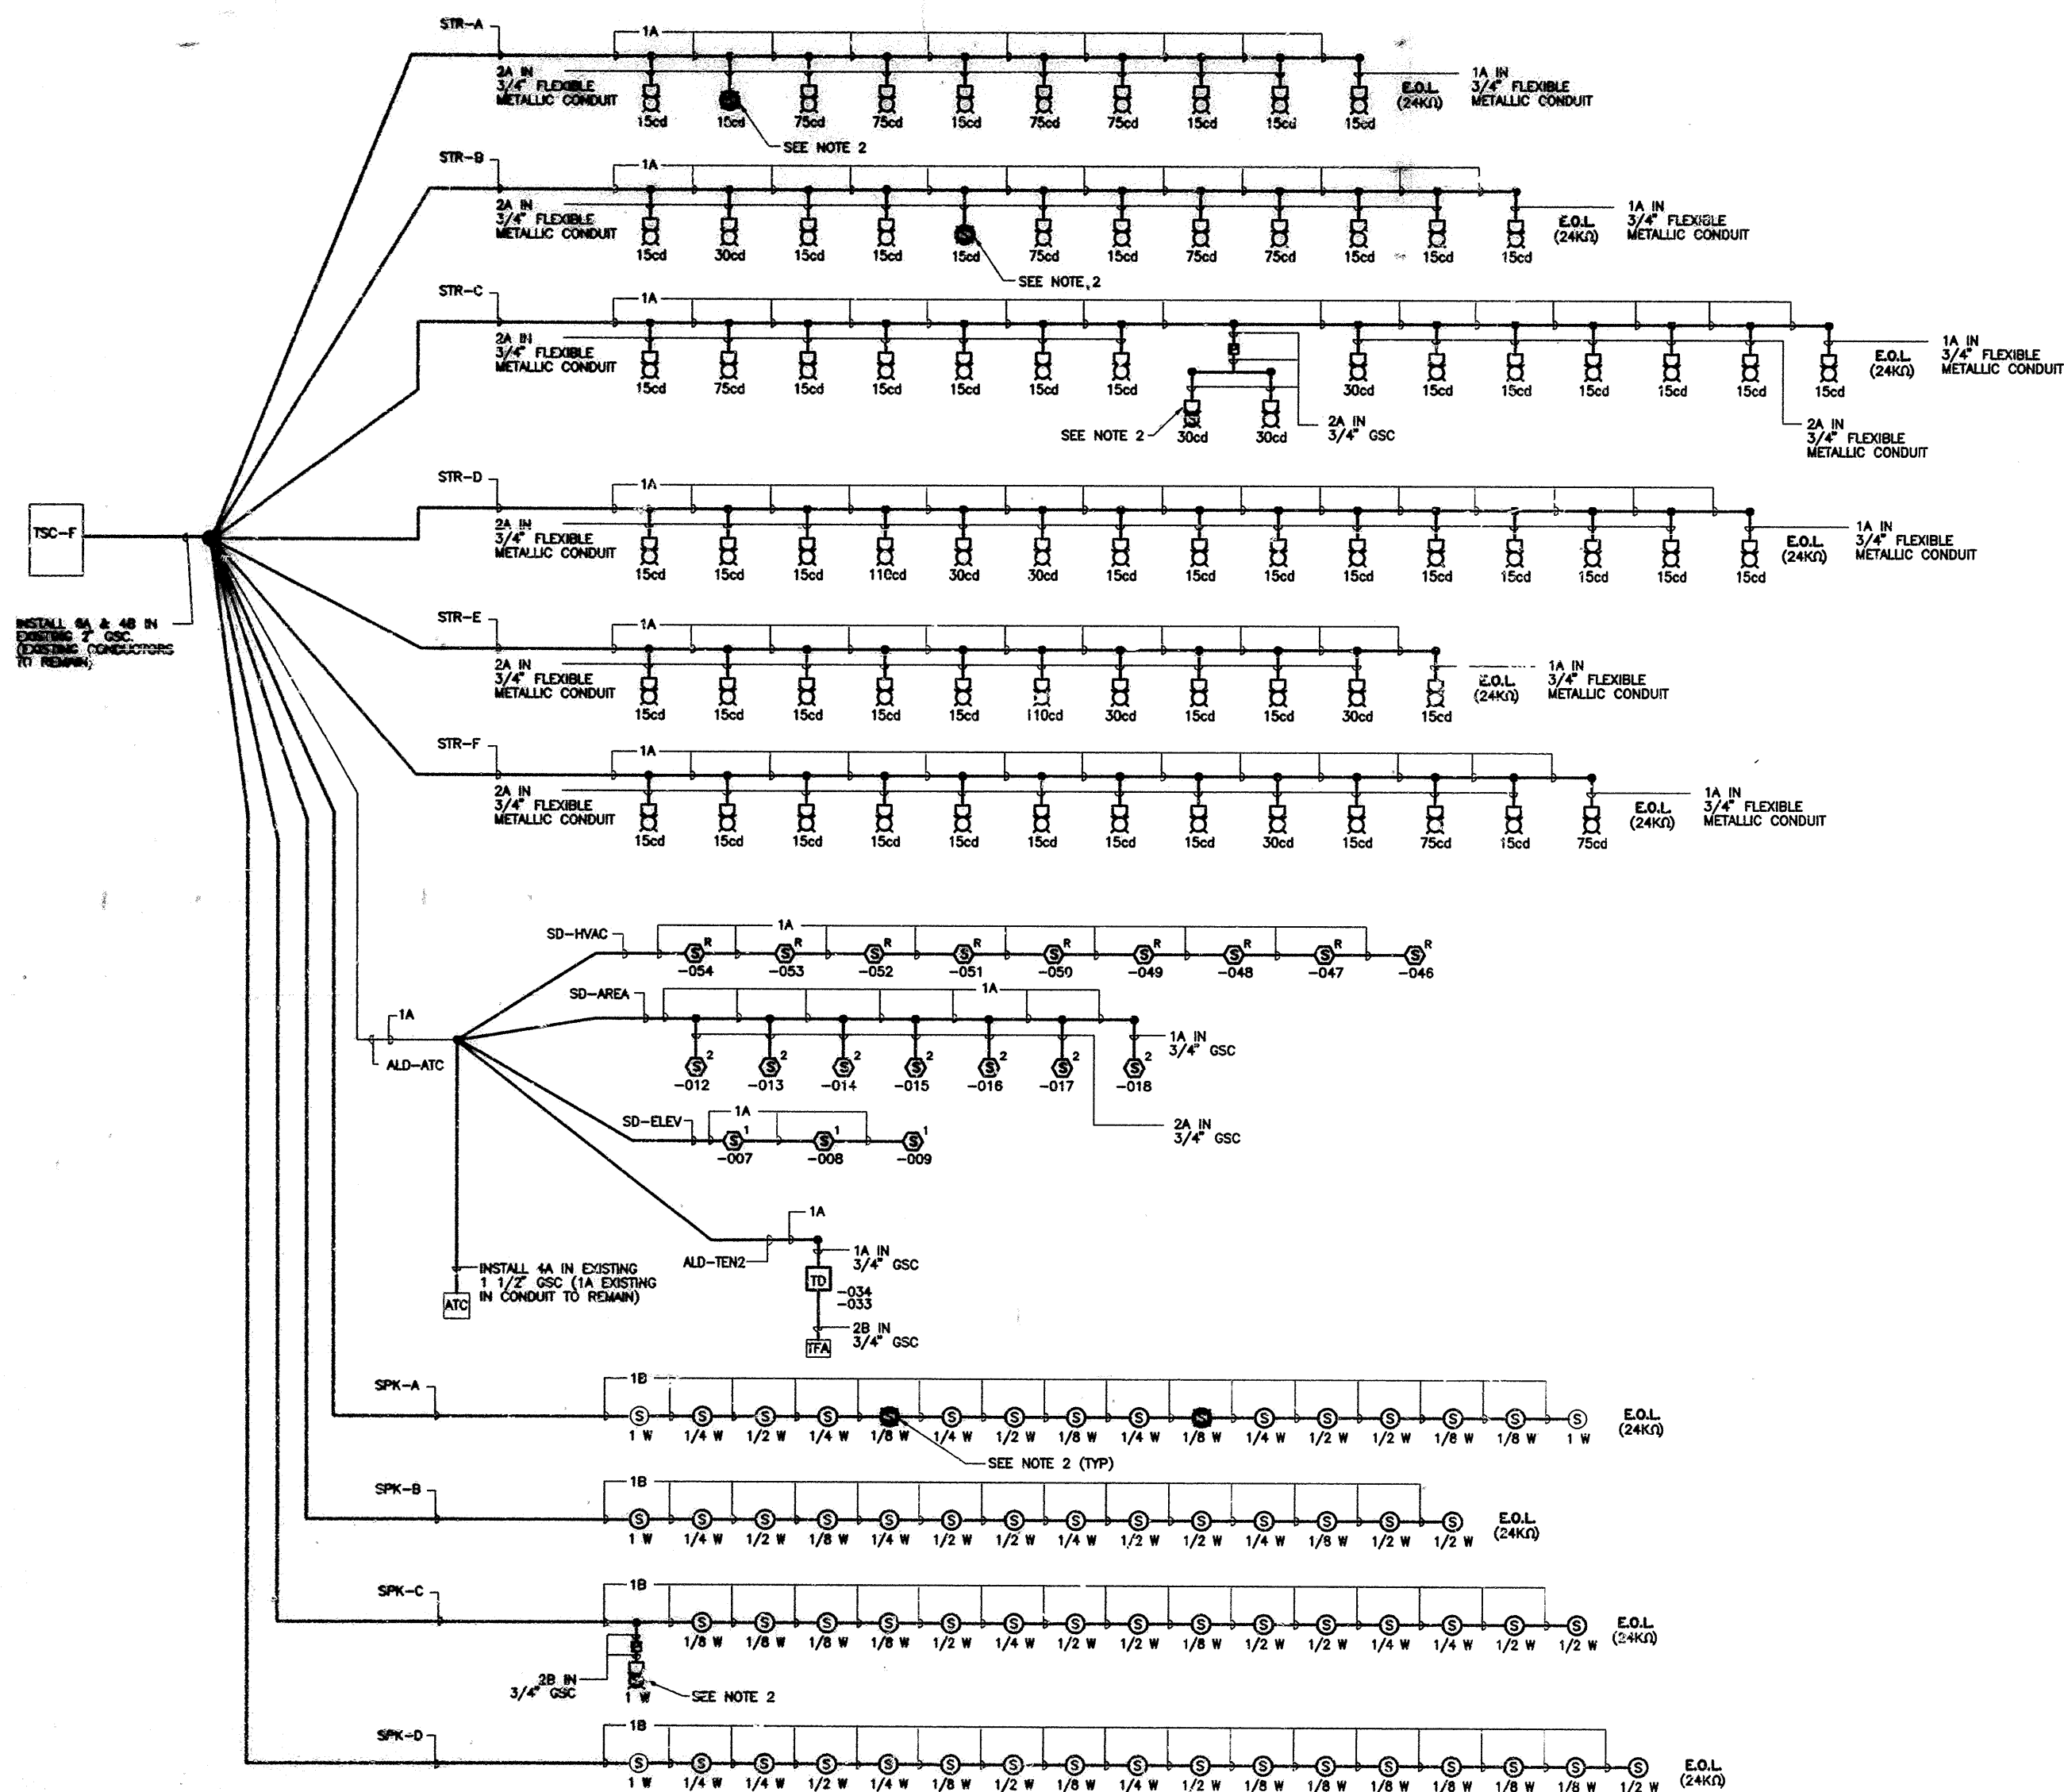 STR-A
1A
2A IN
3/4" FLEXIBLE
METALLIC CONDUIT
15cd 15cd 75cd 75cd 15cd 75cd 75cd 15cd 15cd 15cd
SEE NOTE 2
E.O.L.
(24KΩ)
1A IN
3/4" FLEXIBLE
METALLIC CONDUIT
STR-B
1A
2A IN
3/4" FLEXIBLE
METALLIC CONDUIT
15cd 30cd 15cd 15cd 15cd 75cd 15cd 75cd 75cd 15cd 15cd 15cd
SEE NOTE 2
E.O.L
(24KΩ)
1A IN
3/4" FLEXIBLE
METALLIC CONDUIT
STR-C
1A
2A IN
3/4" FLEXIBLE
METALLIC CONDUIT
15cd 75cd 15cd 15cd 15cd 15cd 15cd 30cd 15cd 15cd 15cd 15cd 15cd 15cd
SEE NOTE 2
30cd 30cd
2A IN
3/4" GSC
E.O.L
(24KΩ)
1A IN
3/4" FLEXIBLE
METALLIC CONDUIT
2A IN
3/4" FLEXIBLE
METALLIC CONDUIT
STR-D
1A
2A IN
3/4" FLEXIBLE
METALLIC CONDUIT
15cd 15cd 15cd 110cd 30cd 30cd 15cd 15cd 15cd 15cd 15cd 15cd 15cd 15cd 15cd
E.O.L.
(24KΩ)
1A IN
3/4" FLEXIBLE
METALLIC CONDUIT
TSC-F
INSTALL & 4B IN
EXISTING 2" GSC.
(EXISTING CONDUCTORS
TO REMAIN)
STR-E
1A
2A IN
3/4" FLEXIBLE
METALLIC CONDUIT
15cd 15cd 15cd 15cd 15cd 110cd 30cd 15cd 15cd 30cd 15cd
E.O.L.
(24KΩ)
1A IN
3/4" FLEXIBLE
METALLIC CONDUIT
STR-F
1A
2A IN
3/4" FLEXIBLE
METALLIC CONDUIT
15cd 15cd 15cd 15cd 15cd 15cd 15cd 15cd 30cd 15cd 75cd 15cd 75cd
E.O.L.
(24KΩ)
1A IN
3/4" FLEXIBLE
METALLIC CONDUIT
SD-HVAC
1A
S R S R S R S R S R S R S R S R S R
-054 -053 -052 -051 -050 -049 -048 -047 -046
SD-AREA
1A
S 2 S 2 S 2 S 2 S 2 S 2 S 2
-012 -013 -014 -015 -016 -017 -018
1A IN
3/4" GSC
2A IN
3/4" GSC
1A
ALD-ATC
SD-ELEV
1A
S 1 S 1 S 1
-007 -008 -009
1A
ALD-TEN2
1A IN
3/4" GSC
TD
-034
-033
2B IN
3/4" GSC
TFA
INSTALL 4A IN EXISTING
1 1/2" GSC (1A EXISTING
IN CONDUIT TO REMAIN)
ATC
SPK-A
1B
S S S S S S S S S S S S S S S S
1 W 1/4 W 1/2 W 1/4 W 1/8 W 1/4 W 1/2 W 1/8 W 1/4 W 1/8 W 1/4 W 1/2 W 1/2 W 1/8 W 1/8 W 1 W
SEE NOTE 2 (TYP)
E.O.L.
(24KΩ)
SPK-B
1B
S S S S S S S S S S S S S S
1 W 1/4 W 1/2 W 1/8 W 1/4 W 1/2 W 1/2 W 1/4 W 1/2 W 1/2 W 1/4 W 1/8 W 1/2 W 1/2 W
E.O.L.
(24KΩ)
SPK-C
1B
S S S S S S S S S S S S S S S
1/8 W 1/8 W 1/8 W 1/8 W 1/2 W 1/4 W 1/2 W 1/2 W 1/8 W 1/2 W 1/2 W 1/4 W 1/4 W 1/2 W 1/2 W
2B IN
3/4" GSC
1 W
SEE NOTE 2
E.O.L.
(24KΩ)
SPK-D
1B
S S S S S S S S S S S S S S S S S
1 W 1/4 W 1/4 W 1/2 W 1/4 W 1/8 W 1/2 W 1/8 W 1/4 W 1/2 W 1/8 W 1/8 W 1/8 W 1/8 W 1/8 W 1/8 W 1/2 W
E.O.L.
(24KΩ)